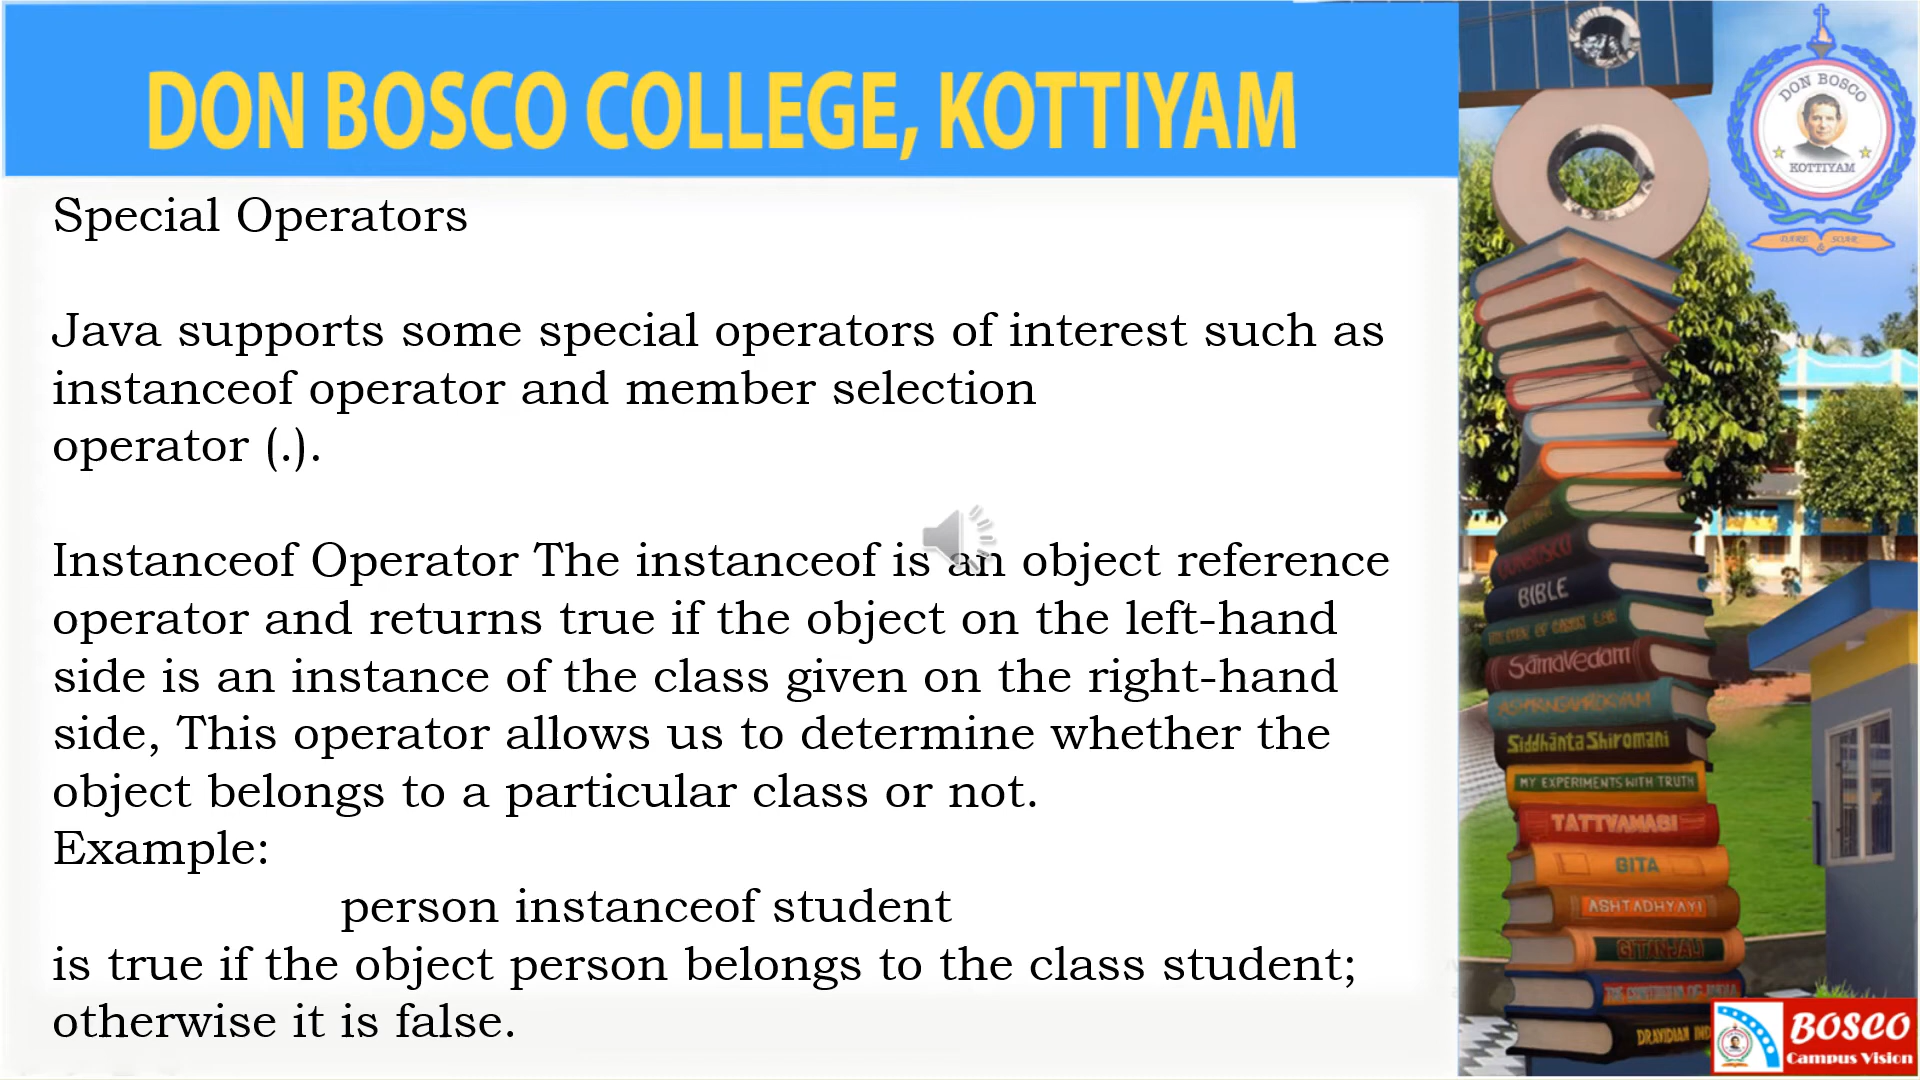 DON BOSCO COLLEGE, KOTTIYAM
DON BOSCO
KOTTIYAM
DARE & SOAR
Special Operators
Java supports some special operators of interest such as
instanceof operator and member selection
operator (.).
Instanceof Operator The instanceof is an object reference
operator and returns true if the object on the left-hand
side is an instance of the class given on the right-hand
side, This operator allows us to determine whether the
object belongs to a particular class or not.
Example:
person instanceof student
is true if the object person belongs to the class student;
otherwise it is false.
BIBLE
SāmaVedam
Siddhānta Shiromani
MY EXPERIMENTS WITH TRUTH
TATTVAMASI
GITA
ASHTADHYAYI
GITANJALI
BOSCO
Campus Vision